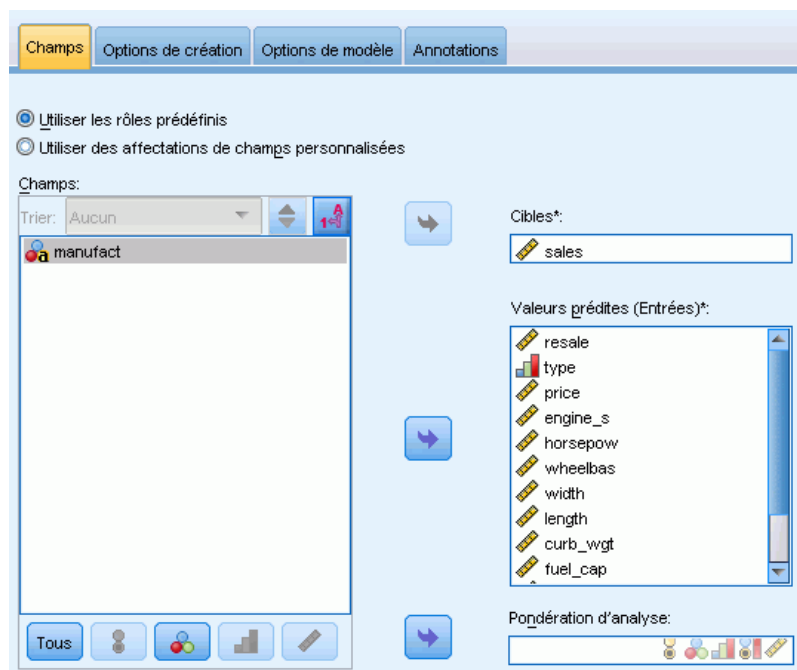 Champs Options de création Options de modèle Annotations
Utiliser les rôles prédéfinis
Utiliser des affectations de champs personnalisées
Champs:
Trier: Aucun
manufact
Tous
Cibles*:
sales
Valeurs prédites (Entrées)*:
resale
type
price
engine_s
horsepow
wheelbas
width
length
curb_wgt
fuel_cap
Pondération d'analyse: